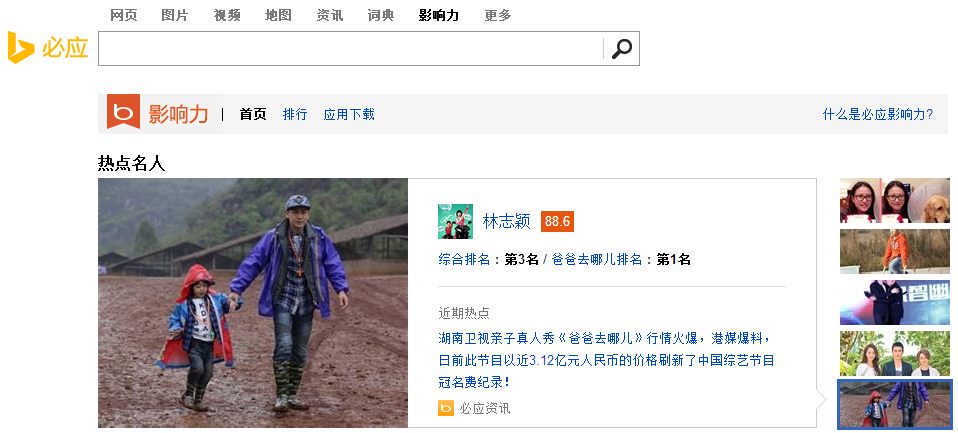 网页 图片 视频 地图 资讯 词典 影响力 更多
必应
影响力 | 首页 排行 应用下载 什么是必应影响力?
热点名人
林志颖 88.6
综合排名：第3名 / 爸爸去哪儿排名：第1名
近期热点
湖南卫视亲子真人秀《爸爸去哪儿》行情火爆，港媒爆料，
日前此节目以近3.12亿元人民币的价格刷新了中国综艺节目
冠名费纪录！
必应资讯